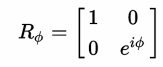 R_ϕ = [ 1 0
0 e^{iϕ} ]